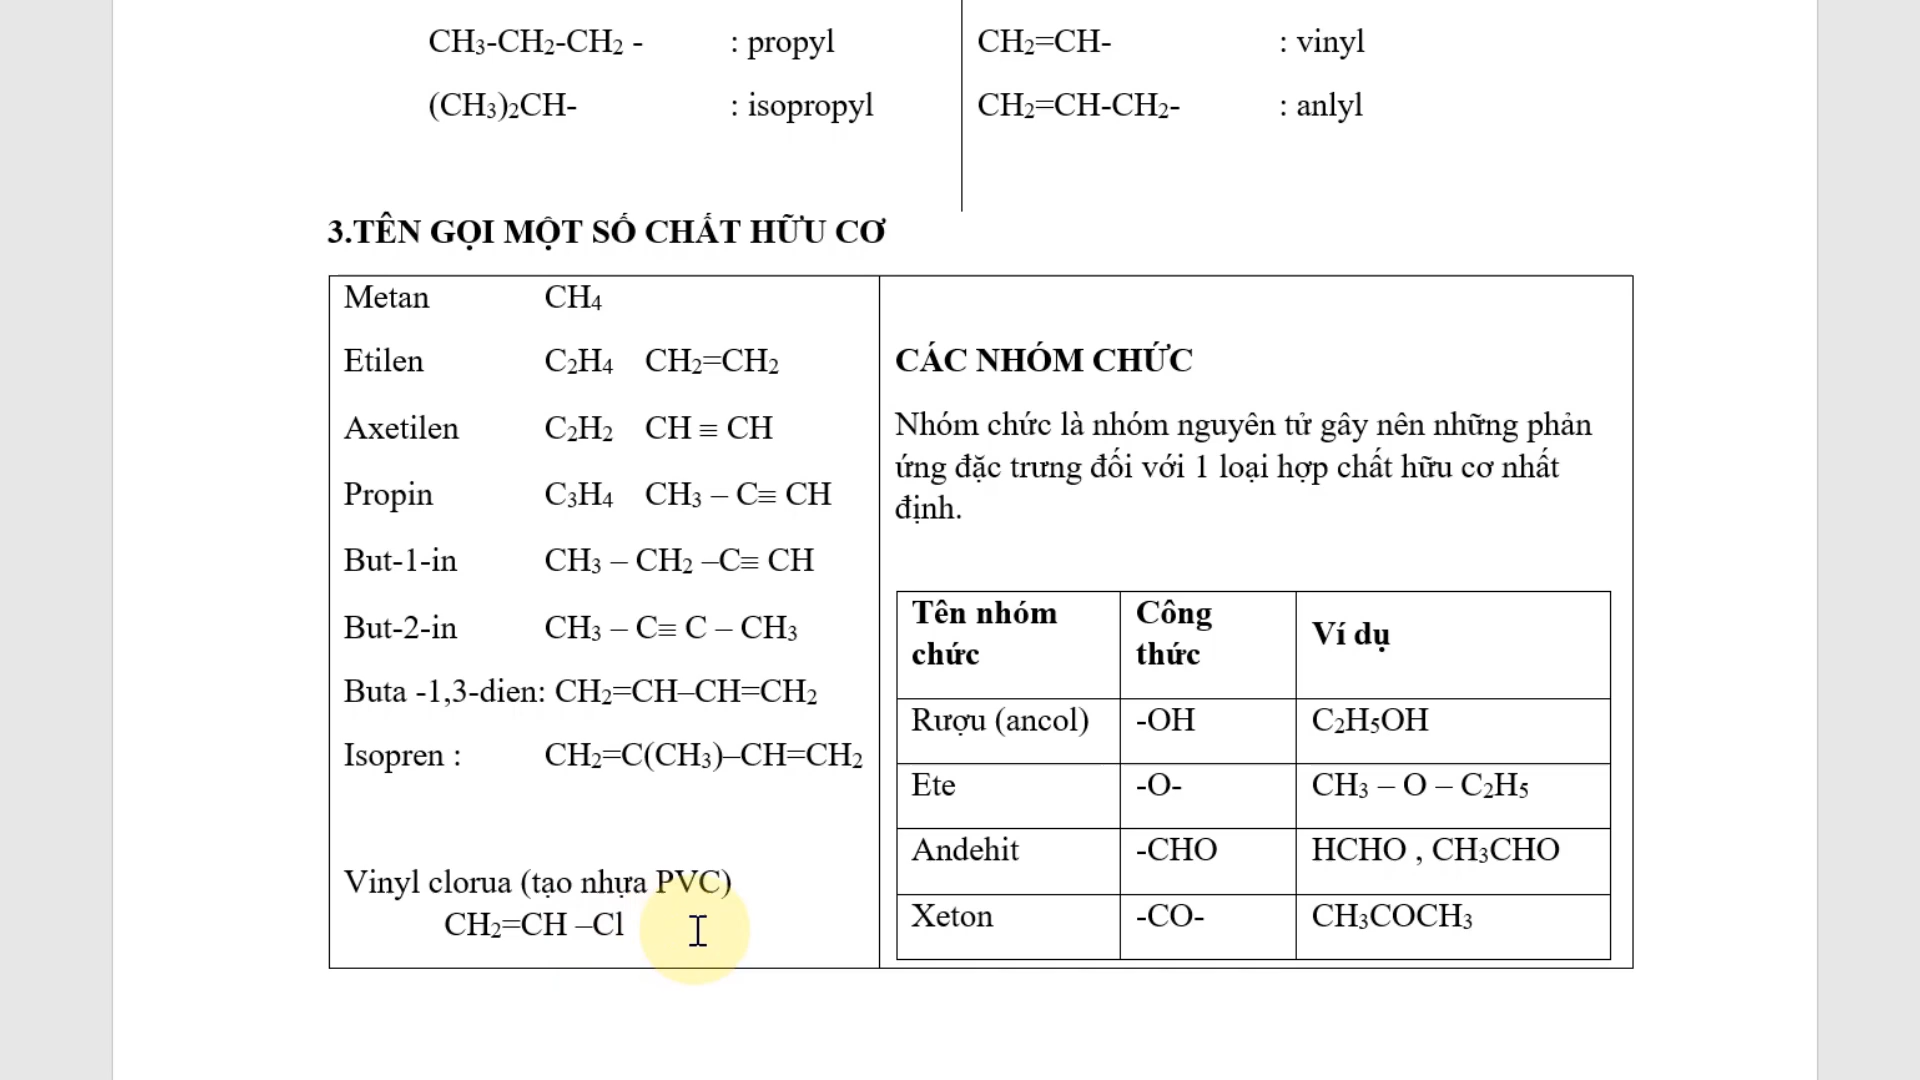 CH₃-CH₂-CH₂ - : propyl
(CH₃)₂CH- : isopropyl
CH₂=CH- : vinyl
CH₂=CH-CH₂- : anlyl
3.TÊN GỌI MỘT SỐ CHẤT HỮU CƠ
Metan CH₄
Etilen C₂H₄ CH₂=CH₂
Axetilen C₂H₂ CH ≡ CH
Propin C₃H₄ CH₃ – C≡ CH
But-1-in CH₃ – CH₂ –C≡ CH
But-2-in CH₃ – C≡ C – CH₃
Buta -1,3-dien: CH₂=CH–CH=CH₂
Isopren : CH₂=C(CH₃)–CH=CH₂
Vinyl clorua (tạo nhựa PVC)
CH₂=CH –Cl
CÁC NHÓM CHỨC
Nhóm chức là nhóm nguyên tử gây nên những phản
ứng đặc trưng đối với 1 loại hợp chất hữu cơ nhất
định.
Tên nhóm
chức
Công
thức
Ví dụ
Rượu (ancol) -OH C₂H₅OH
Ete -O- CH₃ – O – C₂H₅
Andehit -CHO HCHO , CH₃CHO
Xeton -CO- CH₃COCH₃